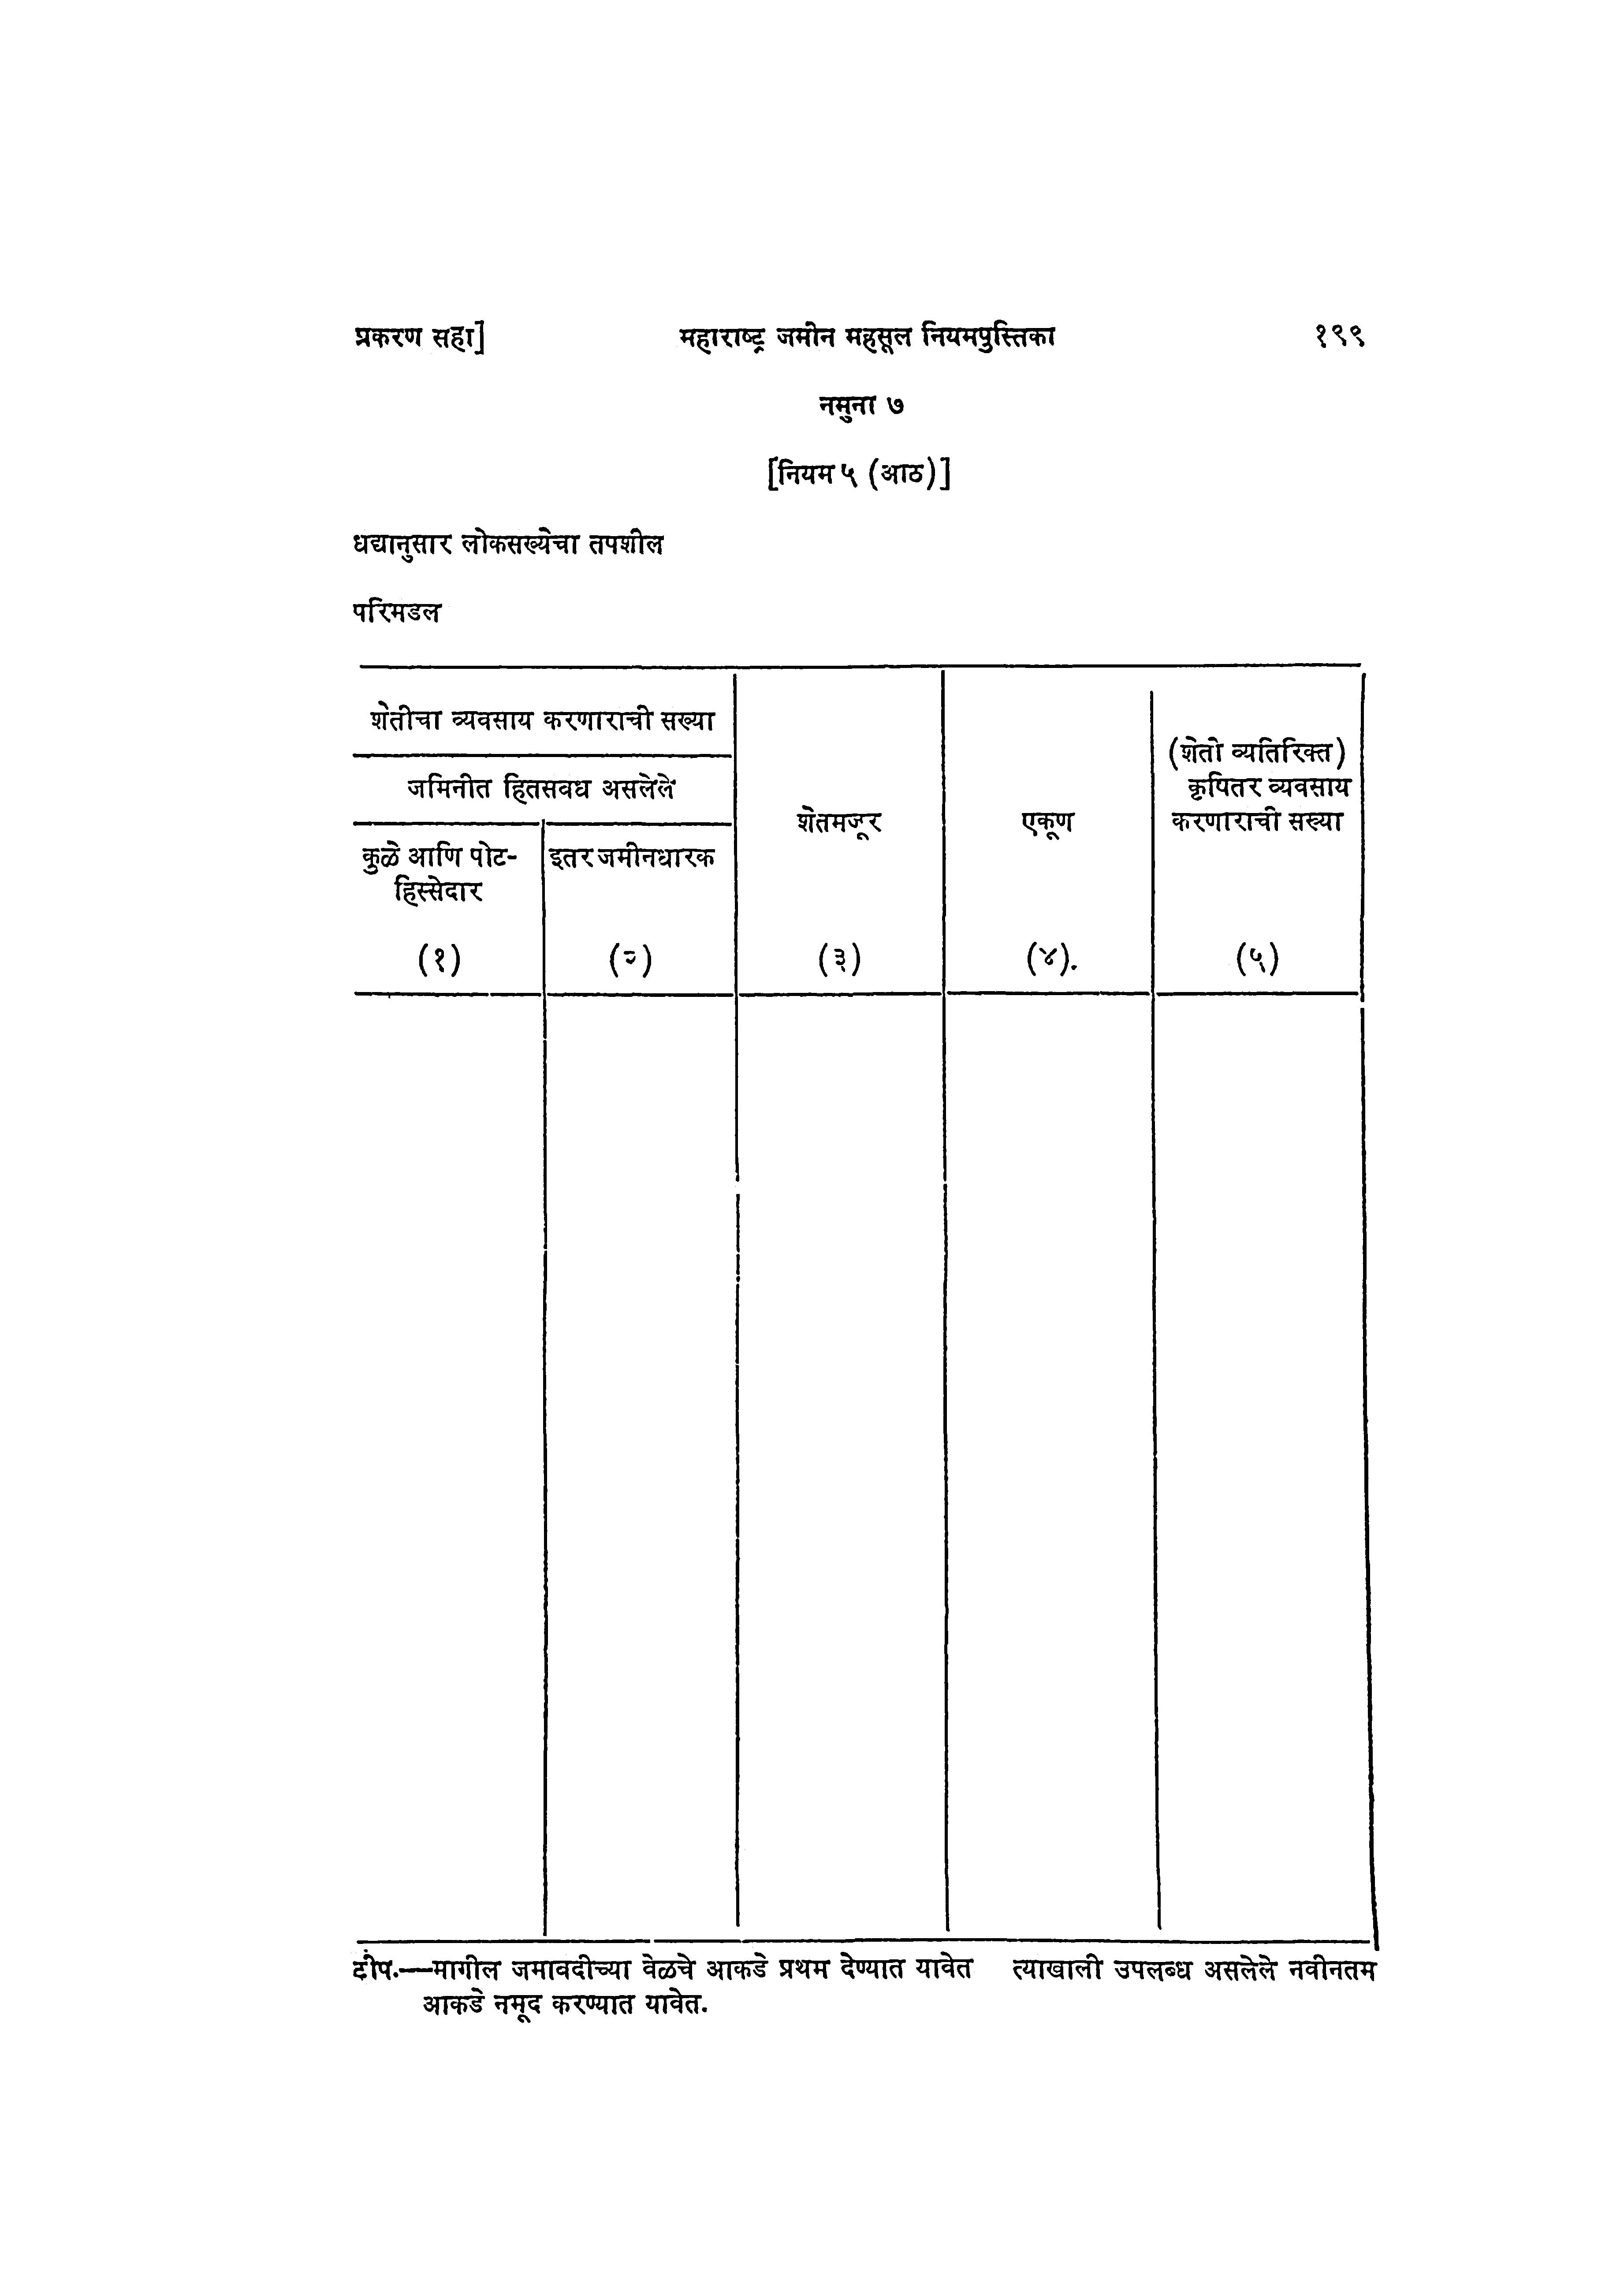 प्रकरण सहा] महाराष्ट्र जमीन महसूल नियमपुस्तिका १९९
नमुना ७
[नियम ५ (आठ)]
धद्यानुसार लोकसख्येचा तपशील
परिमडल
शेतीचा व्यवसाय करणाराची सख्या
जमिनीत हितसवध असलेले
कुळे आणि पोट-
हिस्सेदार
इतर जमीनधारक
शेतमजूर
एकूण
(शेतो व्यतिरिक्त)
कृपितर व्यवसाय
करणाराची सख्या
(१) (२) (३) (४). (५)
टीप.—मागील जमावदीच्या वेळचे आकडे प्रथम देण्यात यावेत त्याखाली उपलब्ध असलेले नवीनतम
आकडे नमूद करण्यात यावेत.